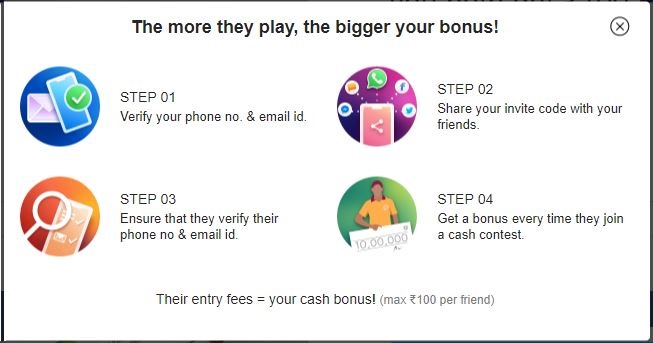 The more they play, the bigger your bonus!
STEP 01
Verify your phone no. & email id.
STEP 02
Share your invite code with your
friends.
STEP 03
Ensure that they verify their
phone no & email id.
STEP 04
Get a bonus every time they join
a cash contest.
10,00,000
Their entry fees = your cash bonus! (max ₹100 per friend)